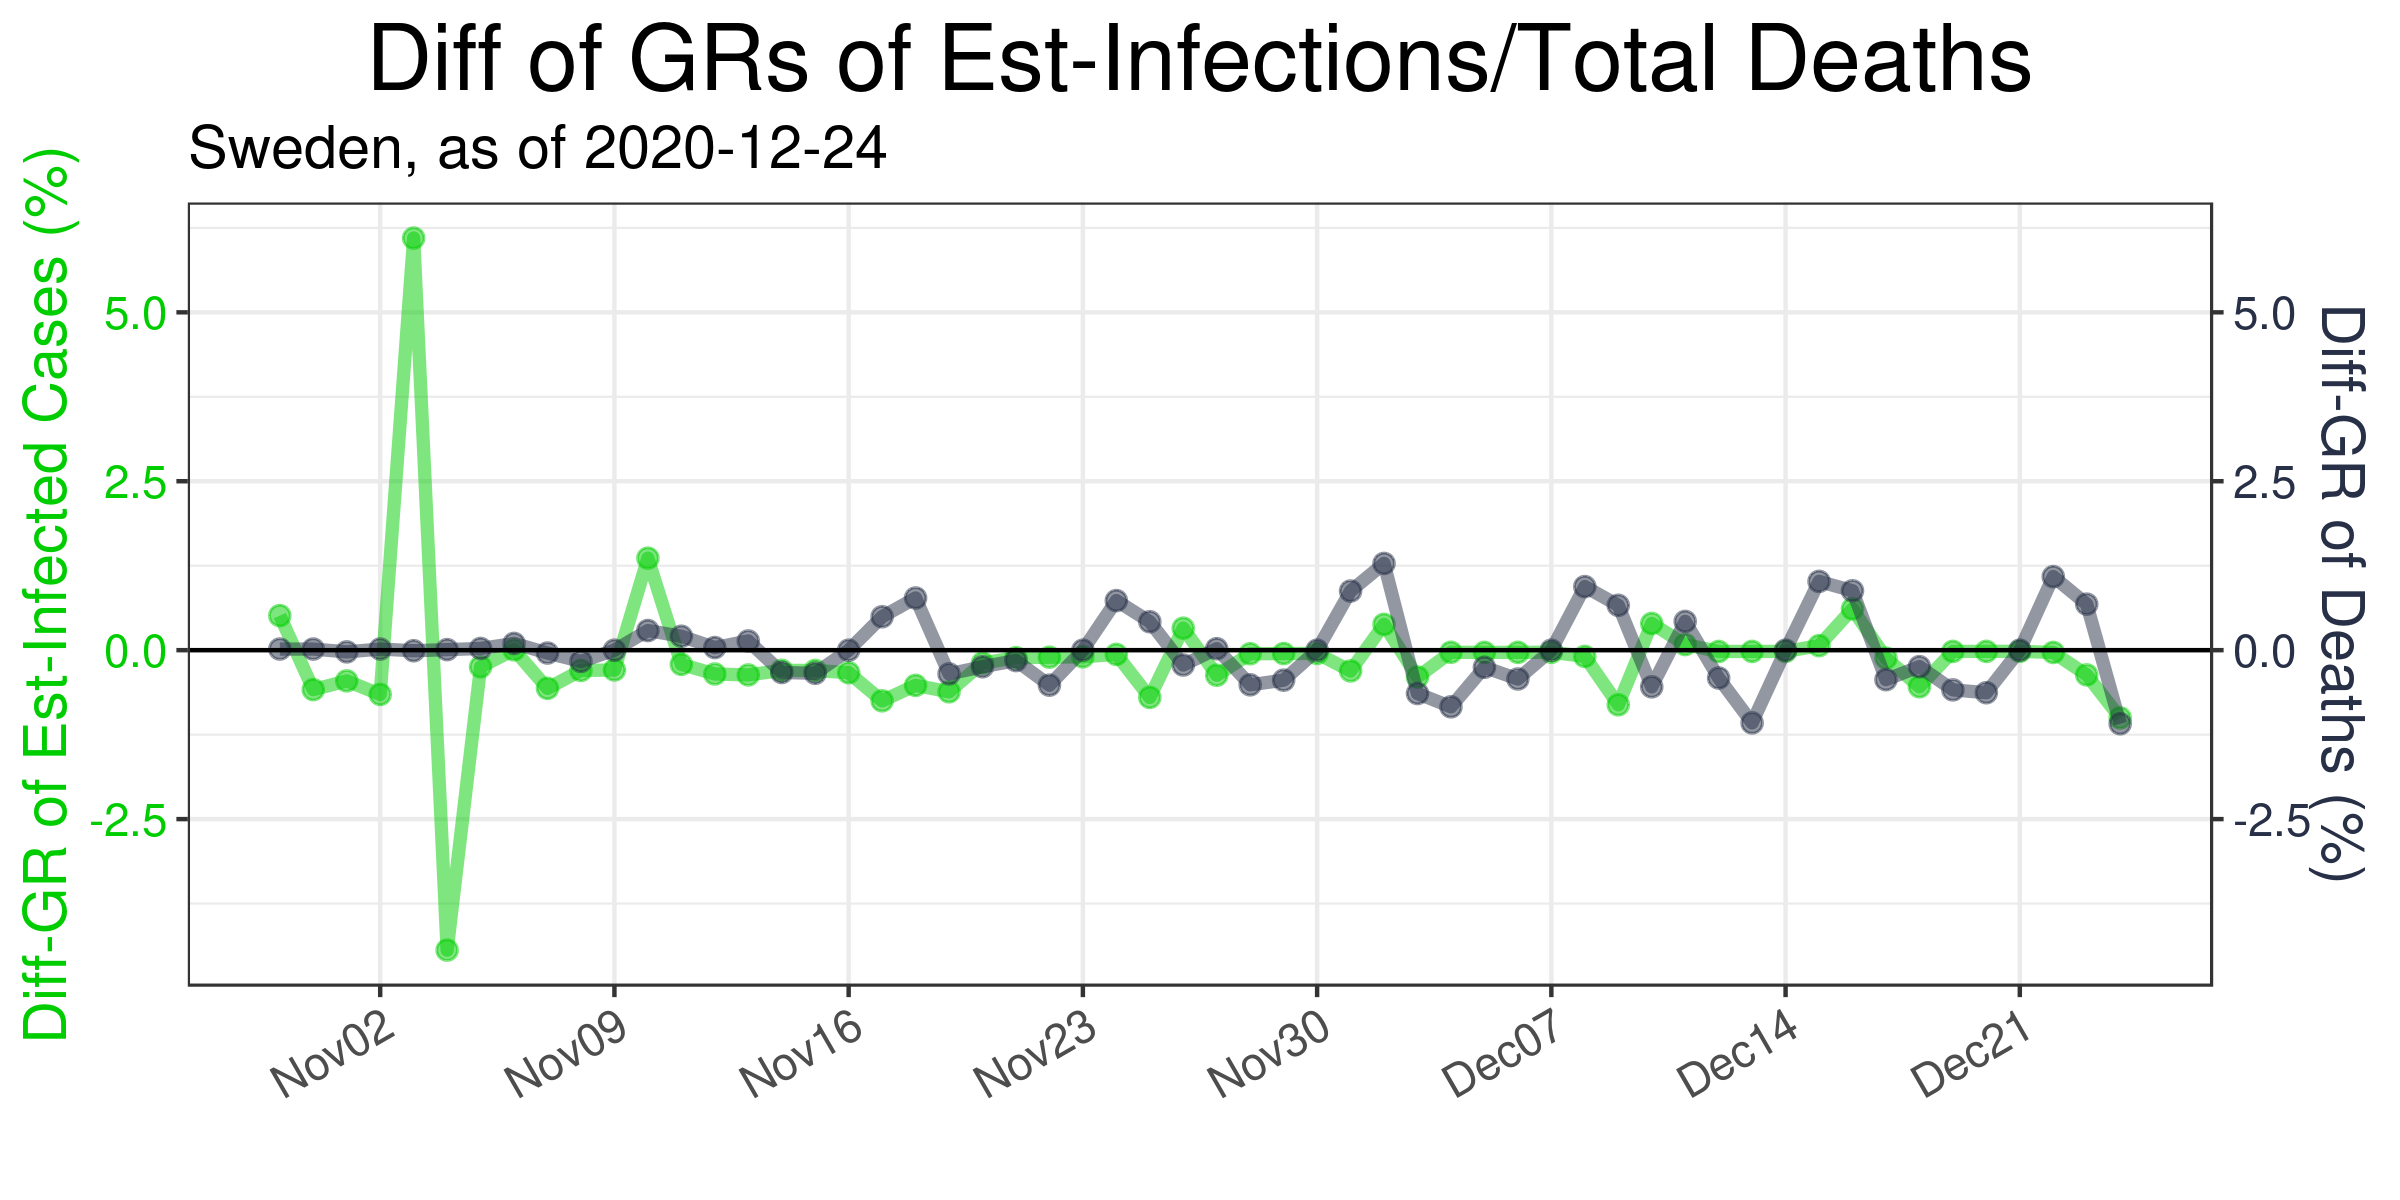 Diff of GRs of Est-Infections/Total Deaths
Sweden, as of 2020-12-24
Diff-GR of Est-Infected Cases (%)
5.0
2.5
0.0
-2.5
5.0
2.5
0.0
-2.5
Diff-GR of Deaths (%)
Nov02
Nov09
Nov16
Nov23
Nov30
Dec07
Dec14
Dec21